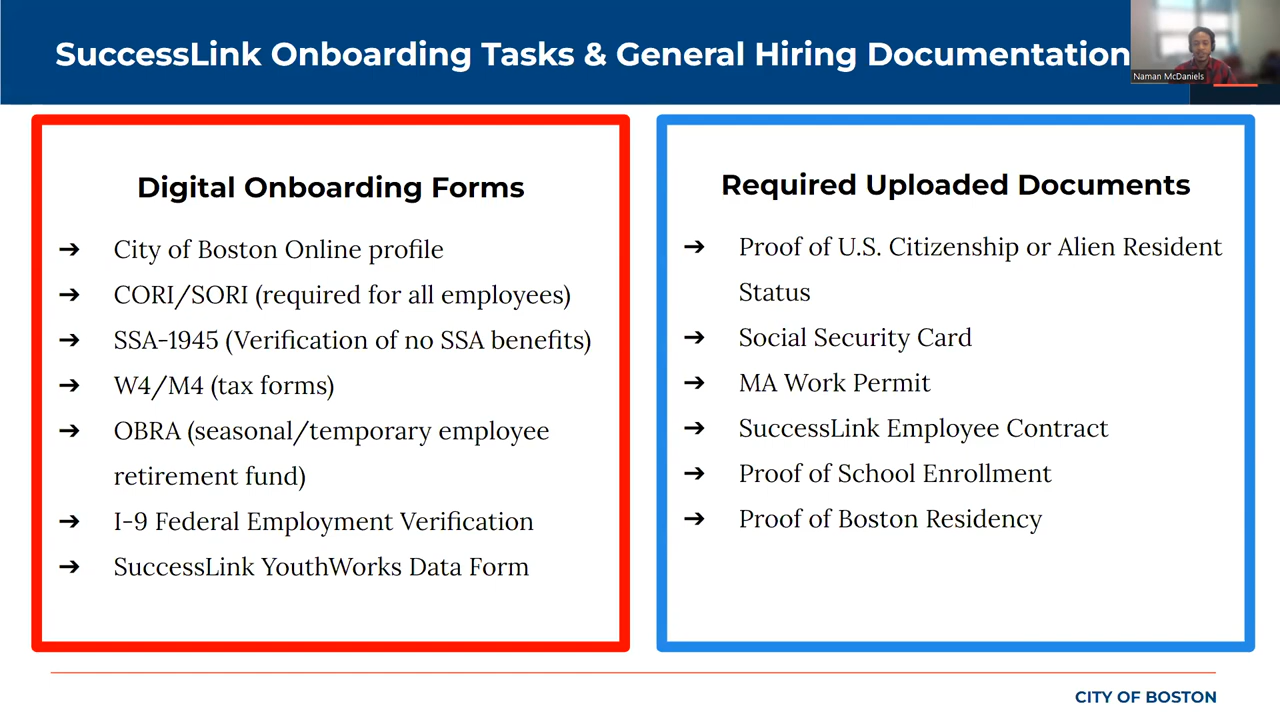 SuccessLink Onboarding Tasks & General Hiring Documentation
Naman McDaniels
Digital Onboarding Forms
➔ City of Boston Online profile
➔ CORI/SORI (required for all employees)
➔ SSA-1945 (Verification of no SSA benefits)
➔ W4/M4 (tax forms)
➔ OBRA (seasonal/temporary employee
retirement fund)
➔ I-9 Federal Employment Verification
➔ SuccessLink YouthWorks Data Form
Required Uploaded Documents
➔ Proof of U.S. Citizenship or Alien Resident
Status
➔ Social Security Card
➔ MA Work Permit
➔ SuccessLink Employee Contract
➔ Proof of School Enrollment
➔ Proof of Boston Residency
CITY OF BOSTON